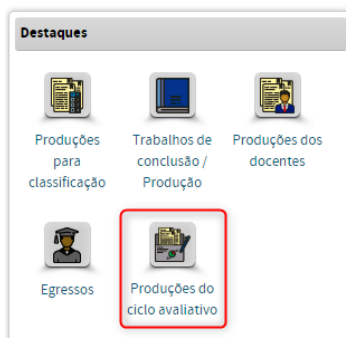 Destaques
Produções
para
classificação
Trabalhos de
conclusão /
Produção
Produções dos
docentes
Egressos
Produções do
ciclo avaliativo